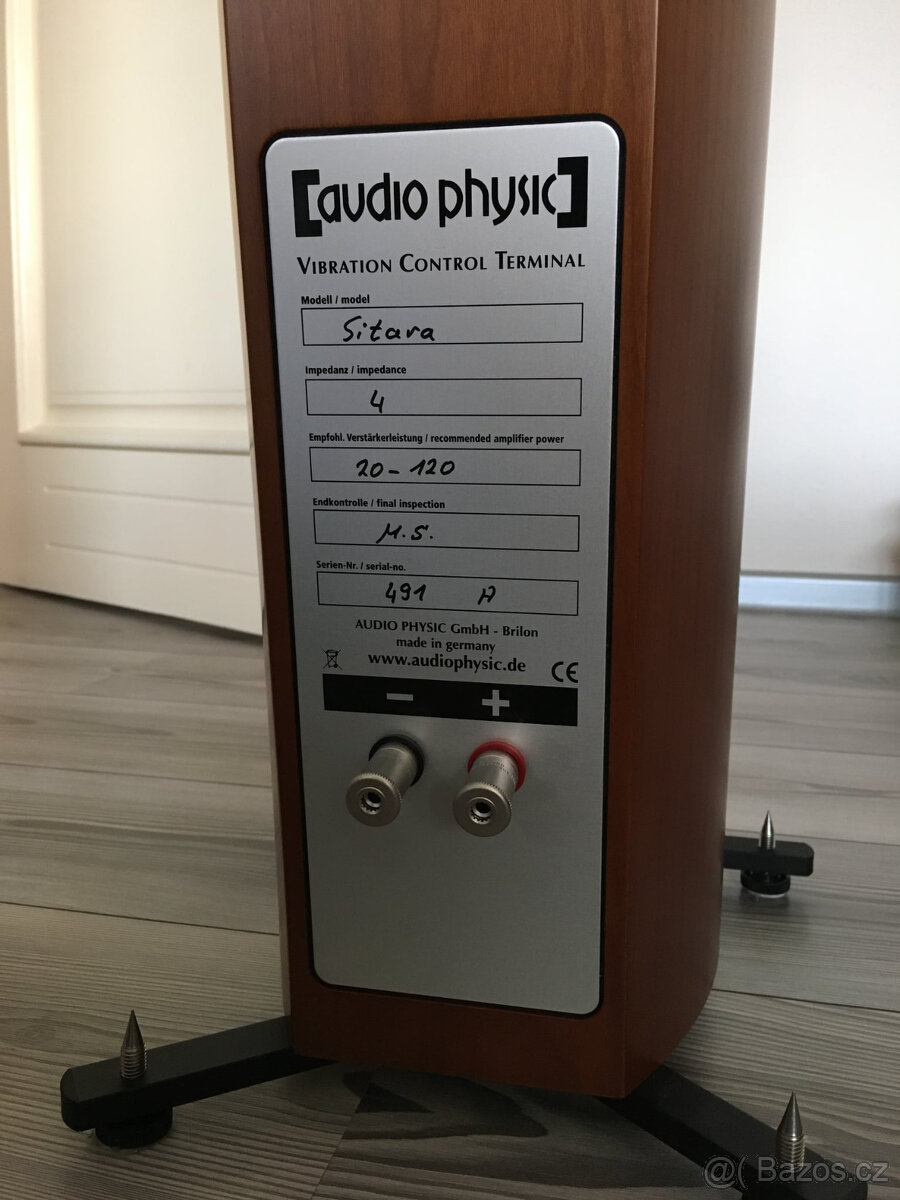 [audio physic]
VIBRATION CONTROL TERMINAL
Modell / model
Sitara
Impedanz / impedance
4
Empfohl. Verstärkerleistung / recommended amplifier power
20 - 120
Endkontrolle / final inspection
M.S.
Serien-Nr. / serial-no.
491 A
AUDIO PHYSIC GmbH - Brilon
made in germany
www.audiophysic.de
CE
− +
@( Bazos.cz